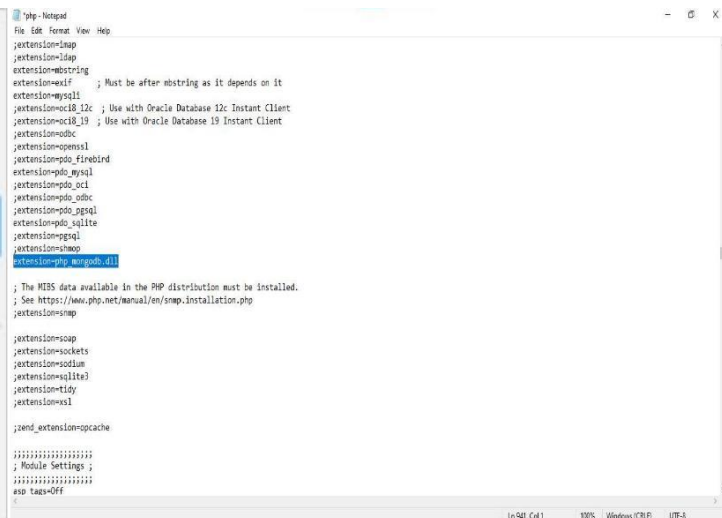 *php - Notepad
File Edit Format View Help
;extension=imap
;extension=ldap
extension=mbstring
extension=exif      ; Must be after mbstring as it depends on it
extension=mysqli
;extension=oci8_12c  ; Use with Oracle Database 12c Instant Client
;extension=oci8_19  ; Use with Oracle Database 19 Instant Client
;extension=odbc
;extension=openssl
;extension=pdo_firebird
extension=pdo_mysql
;extension=pdo_oci
;extension=pdo_odbc
;extension=pdo_pgsql
extension=pdo_sqlite
;extension=pgsql
;extension=shmop
extension=php_mongodb.dll

; The MIBS data available in the PHP distribution must be installed.
; See https://www.php.net/manual/en/snmp.installation.php
;extension=snmp

;extension=soap
;extension=sockets
;extension=sodium
;extension=sqlite3
;extension=tidy
;extension=xsl

;zend_extension=opcache

;;;;;;;;;;;;;;;;;;;
; Module Settings ;
;;;;;;;;;;;;;;;;;;;
asp_tags=Off
Ln 941, Col 1 100% Windows (CRLF) UTF-8